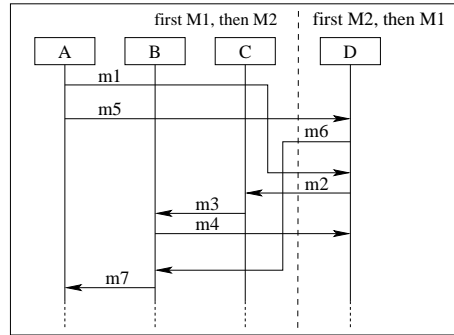 first M1, then M2 first M2, then M1
A B C D
m1
m5
m6
m2
m3
m4
m7